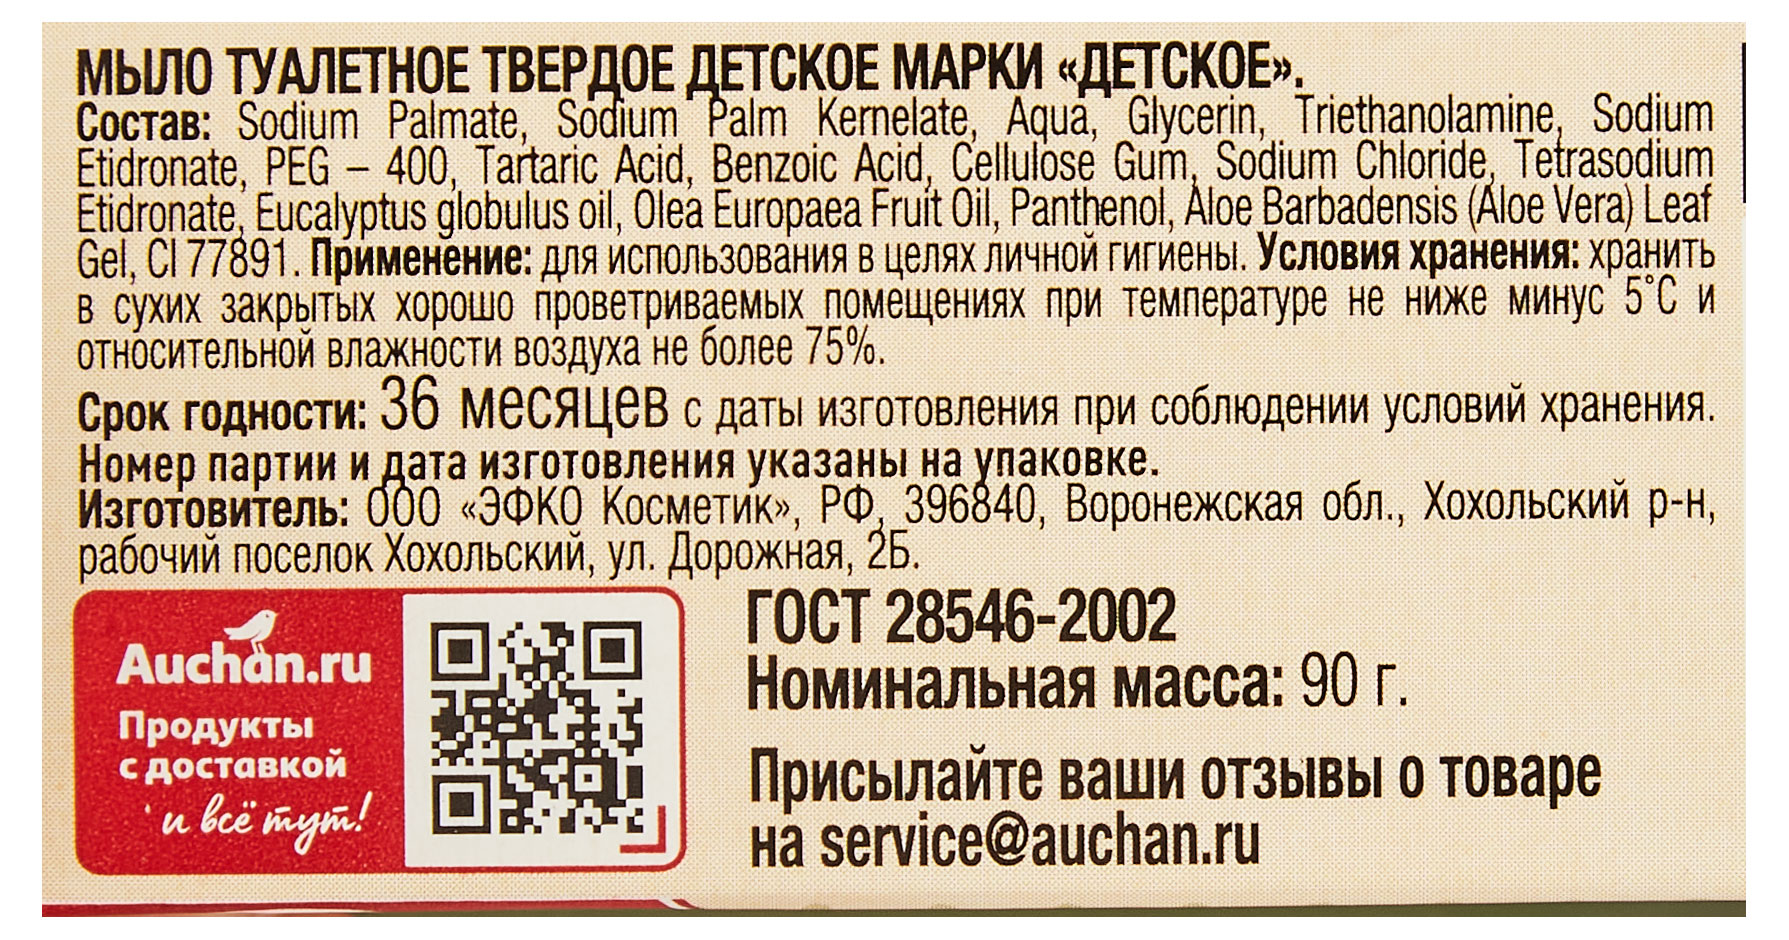 МЫЛО ТУАЛЕТНОЕ ТВЕРДОЕ ДЕТСКОЕ МАРКИ «ДЕТСКОЕ».
Состав: Sodium Palmate, Sodium Palm Kernelate, Aqua, Glycerin, Triethanolamine, Sodium
Etidronate, PEG – 400, Tartaric Acid, Benzoic Acid, Cellulose Gum, Sodium Chloride, Tetrasodium
Etidronate, Eucalyptus globulus oil, Olea Europaea Fruit Oil, Panthenol, Aloe Barbadensis (Aloe Vera) Leaf
Gel, CI 77891. Применение: для использования в целях личной гигиены. Условия хранения: хранить
в сухих закрытых хорошо проветриваемых помещениях при температуре не ниже минус 5°С и
относительной влажности воздуха не более 75%.
Срок годности: 36 месяцев с даты изготовления при соблюдении условий хранения.
Номер партии и дата изготовления указаны на упаковке.
Изготовитель: ООО «ЭФКО Косметик», РФ, 396840, Воронежская обл., Хохольский р-н,
рабочий поселок Хохольский, ул. Дорожная, 2Б.
Auchan.ru
Продукты
с доставкой
и всё тут!
ГОСТ 28546-2002
Номинальная масса: 90 г.
Присылайте ваши отзывы о товаре
на service@auchan.ru